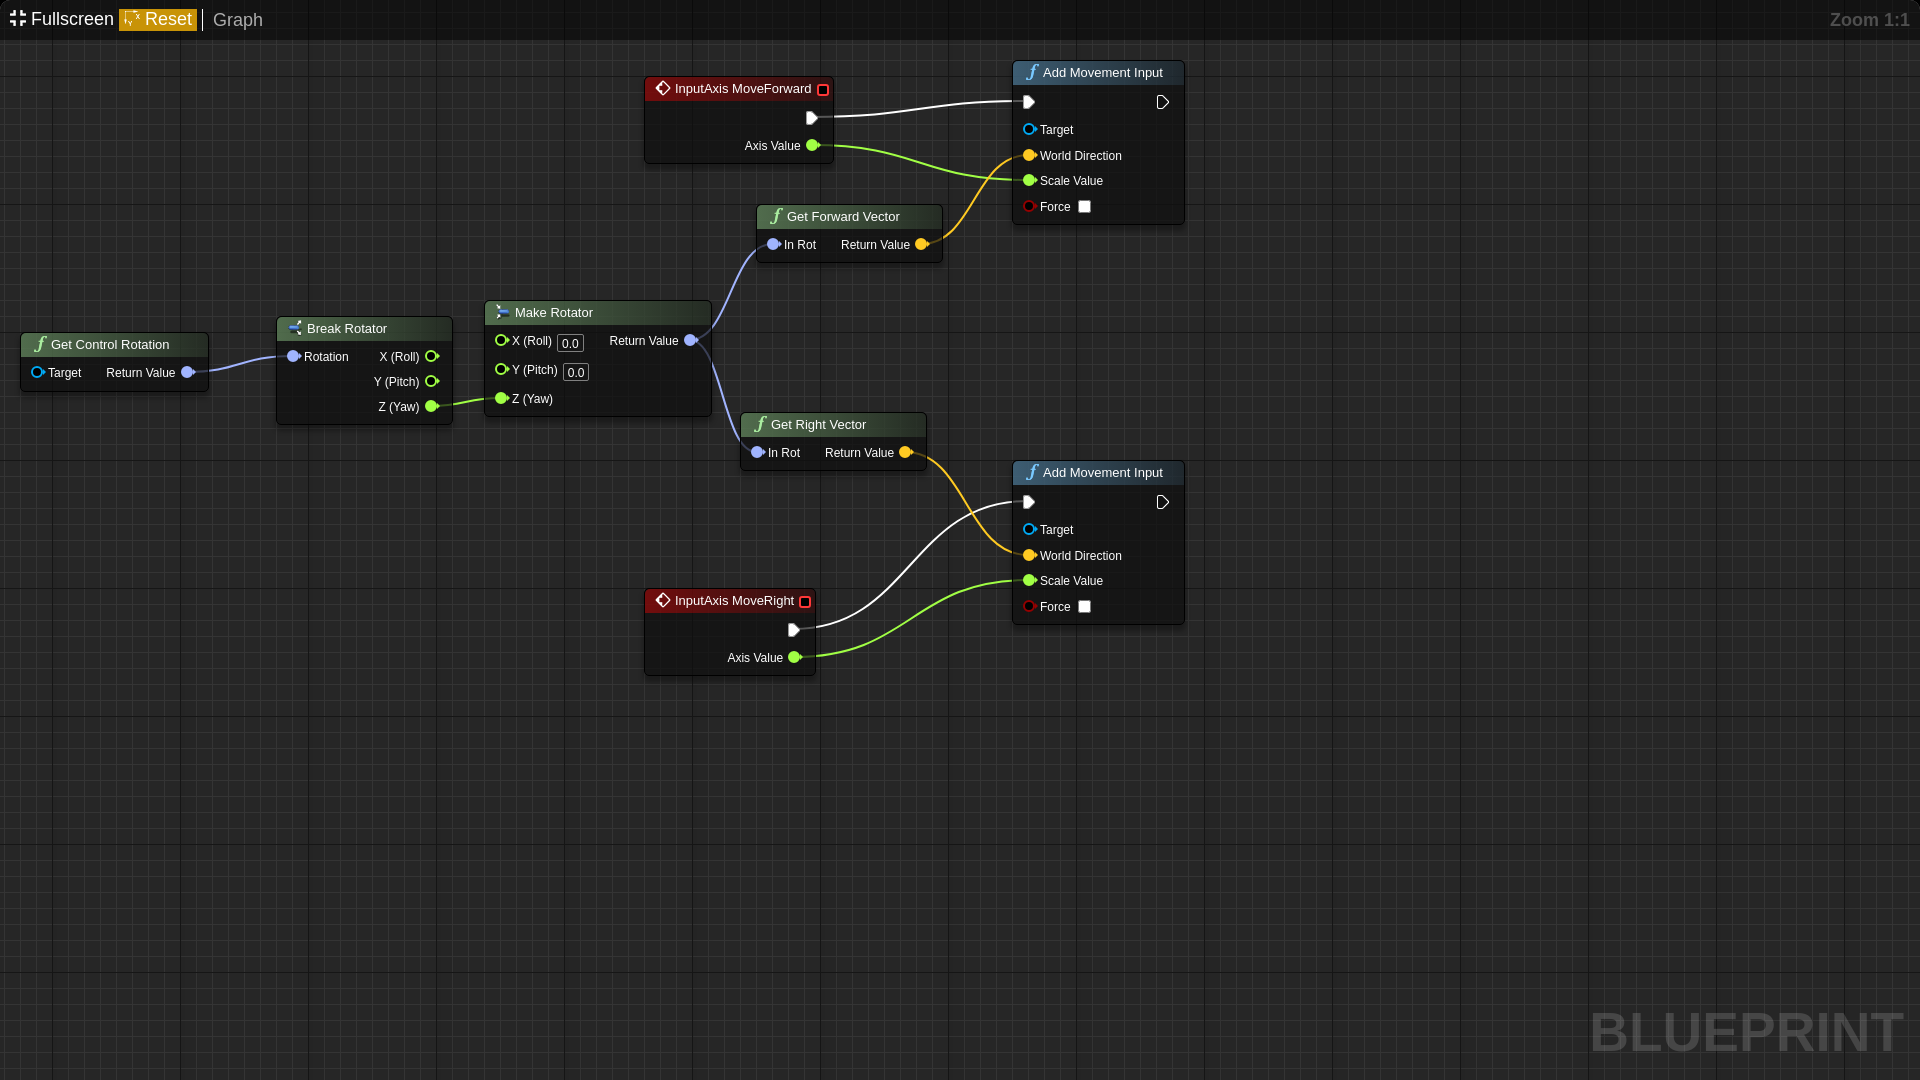 Fullscreen Reset Graph Zoom 1:1
InputAxis MoveForward
Axis Value
Add Movement Input
Target
World Direction
Scale Value
Force
Get Forward Vector
In Rot Return Value
Get Control Rotation
Target Return Value
Break Rotator
Rotation X (Roll)
Y (Pitch)
Z (Yaw)
Make Rotator
X (Roll) 0.0 Return Value
Y (Pitch) 0.0
Z (Yaw)
Get Right Vector
In Rot Return Value
Add Movement Input
Target
World Direction
Scale Value
Force
InputAxis MoveRight
Axis Value
BLUEPRINT